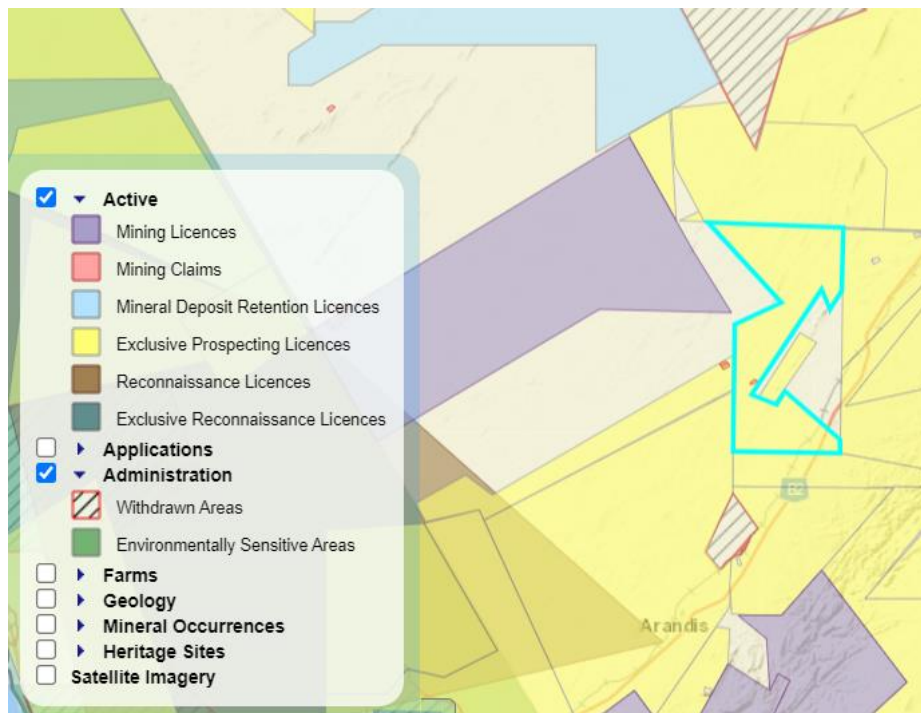 Active
Mining Licences
Mining Claims
Mineral Deposit Retention Licences
Exclusive Prospecting Licences
Reconnaissance Licences
Exclusive Reconnaissance Licences
Applications
Administration
Withdrawn Areas
Environmentally Sensitive Areas
Farms
Geology
Mineral Occurrences
Heritage Sites
Satellite Imagery
B2
Arandis